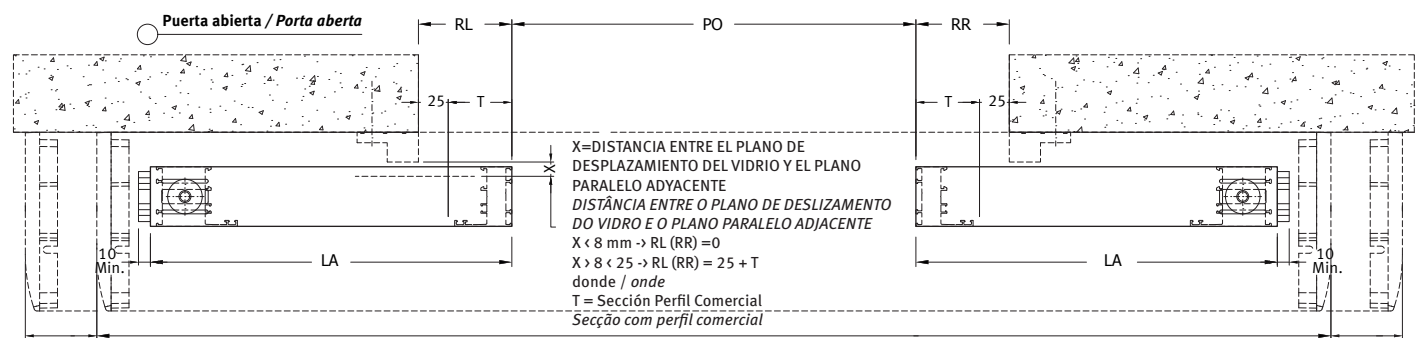 Puerta abierta / Porta aberta
RL
PO
RR
25
T
T
25
X
X=DISTANCIA ENTRE EL PLANO DE
DESPLAZAMIENTO DEL VIDRIO Y EL PLANO
PARALELO ADYACENTE
DISTÂNCIA ENTRE O PLANO DE DESLIZAMENTO
DO VIDRO E O PLANO PARALELO ADJACENTE
X < 8 mm -> RL (RR) =0
X > 8 < 25 -> RL (RR) = 25 + T
donde / onde
T = Sección Perfil Comercial
Secção com perfil comercial
10
Min.
LA
LA
10
Min.